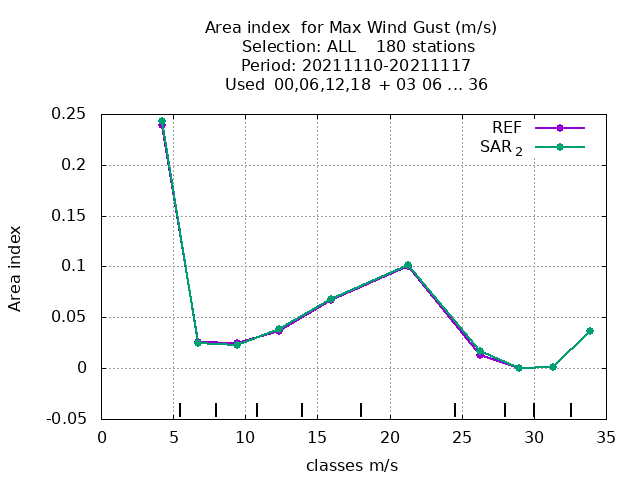 Area index  for Max Wind Gust (m/s)
Selection: ALL    180 stations
Period: 20211110-20211117
Used  00,06,12,18  + 03 06 ... 36
0.25
0.2
0.15
0.1
0.05
0
-0.05
REF
SAR 2
Area index
0 5 10 15 20 25 30 35
classes m/s